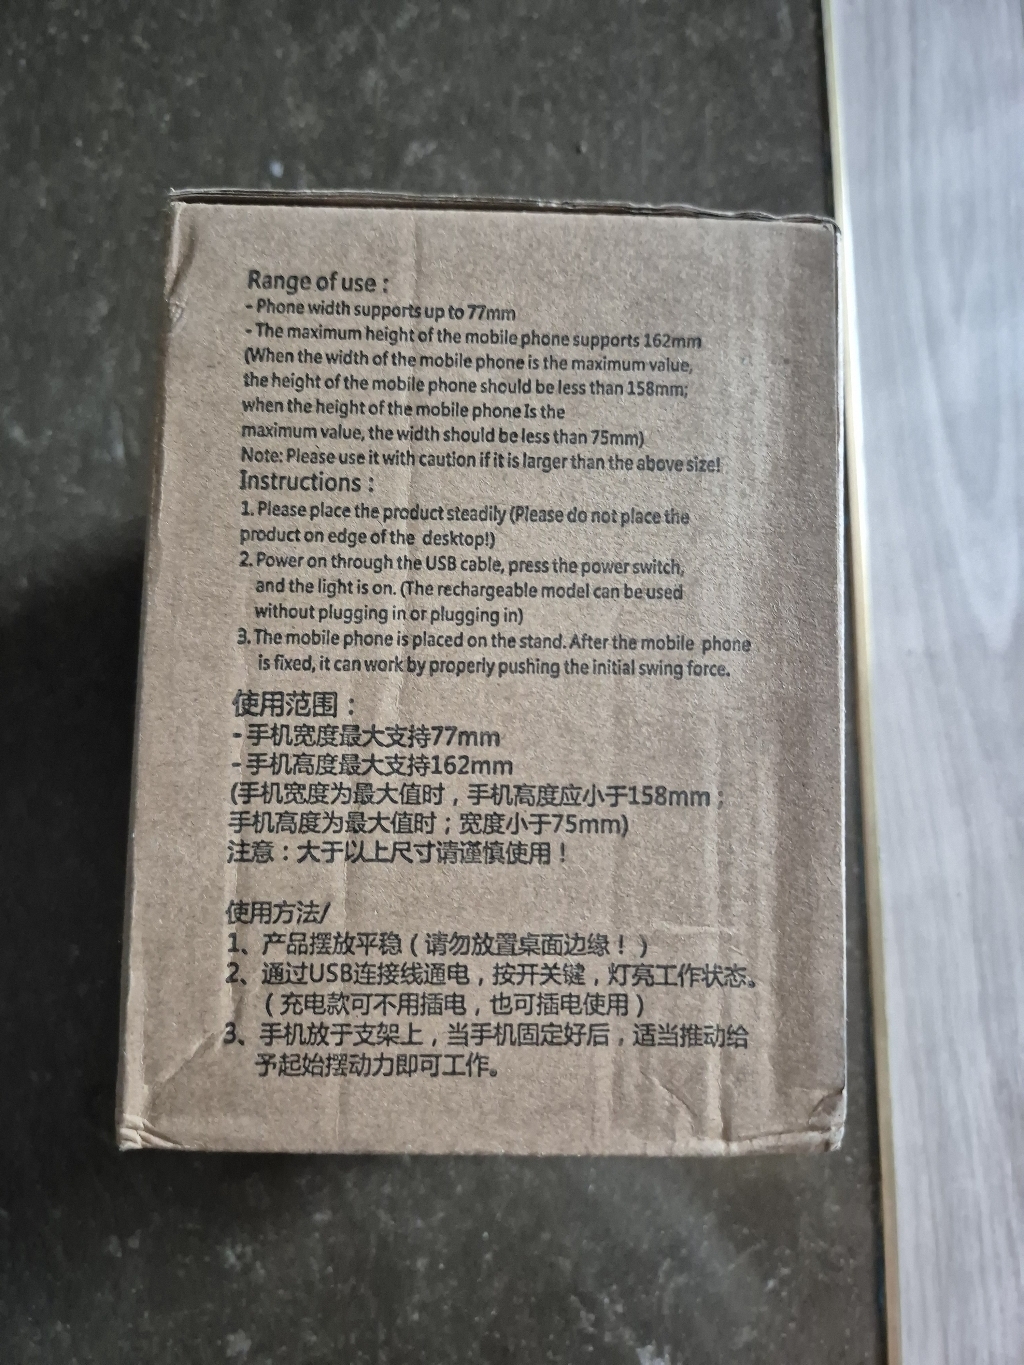 Range of use :
- Phone width supports up to 77mm
- The maximum height of the mobile phone supports 162mm
(When the width of the mobile phone is the maximum value,
the height of the mobile phone should be less than 158mm;
when the height of the mobile phone Is the
maximum value, the width should be less than 75mm)
Note: Please use it with caution if it is larger than the above size!
Instructions :
1. Please place the product steadily (Please do not place the
product on edge of the desktop!)
2. Power on through the USB cable, press the power switch,
and the light is on. (The rechargeable model can be used
without plugging in or plugging in)
3. The mobile phone is placed on the stand. After the mobile phone
is fixed, it can work by properly pushing the initial swing force.
使用范围：
- 手机宽度最大支持77mm
- 手机高度最大支持162mm
(手机宽度为最大值时，手机高度应小于158mm；
手机高度为最大值时；宽度小于75mm)
注意：大于以上尺寸请谨慎使用！
使用方法/
1、产品摆放平稳（请勿放置桌面边缘！）
2、通过USB连接线通电，按开关键，灯亮工作状态。
（充电款可不用插电，也可插电使用）
3、手机放于支架上，当手机固定好后，适当推动给
予起始摆动力即可工作。